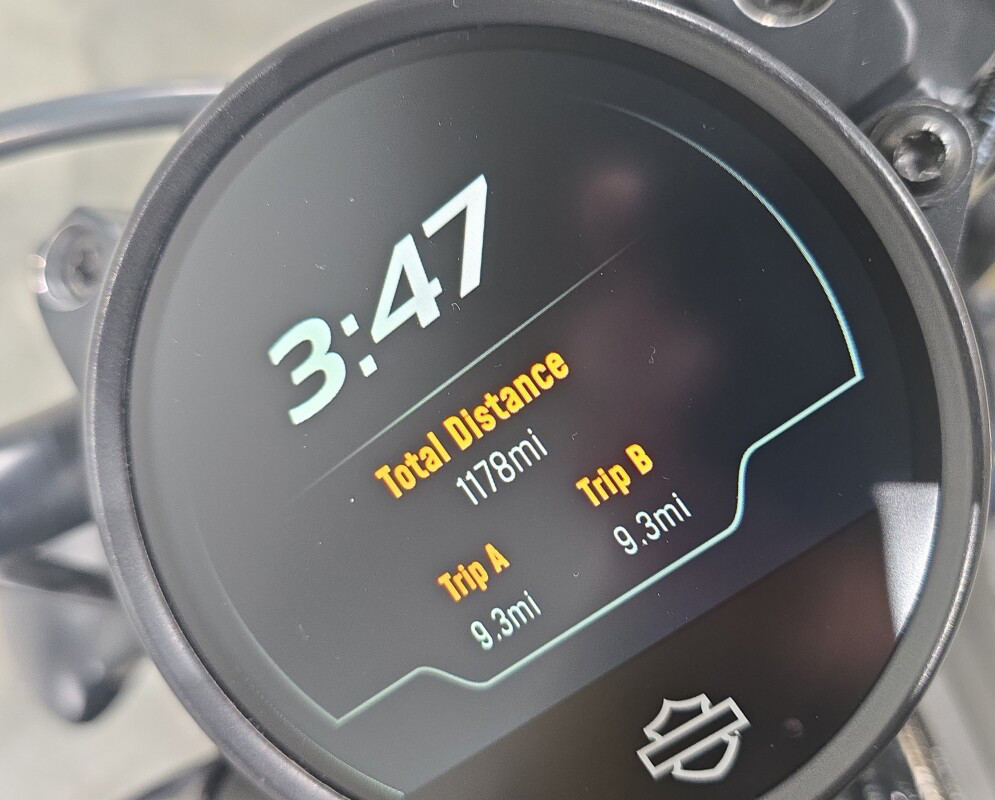 3:47
Total Distance
1178mi
Trip A
9.3mi
Trip B
9.3mi